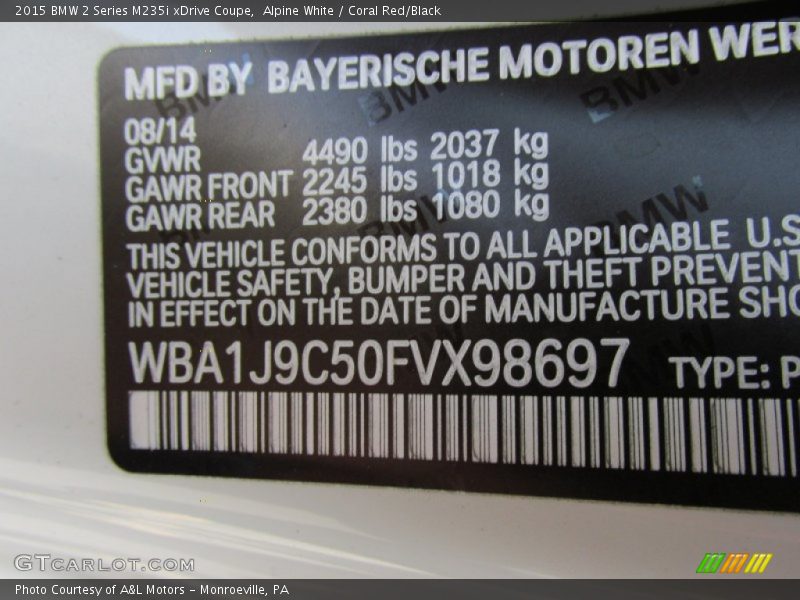 2015 BMW 2 Series M235i xDrive Coupe, Alpine White / Coral Red/Black
MFD BY BAYERISCHE MOTOREN WER
08/14
GVWR 4490 lbs 2037 kg
GAWR FRONT 2245 lbs 1018 kg
GAWR REAR 2380 lbs 1080 kg
THIS VEHICLE CONFORMS TO ALL APPLICABLE U.S
VEHICLE SAFETY, BUMPER AND THEFT PREVENT
IN EFFECT ON THE DATE OF MANUFACTURE SHO
WBA1J9C50FVX98697 TYPE: P
GTCARLOT.COM
Photo Courtesy of A&L Motors - Monroeville, PA